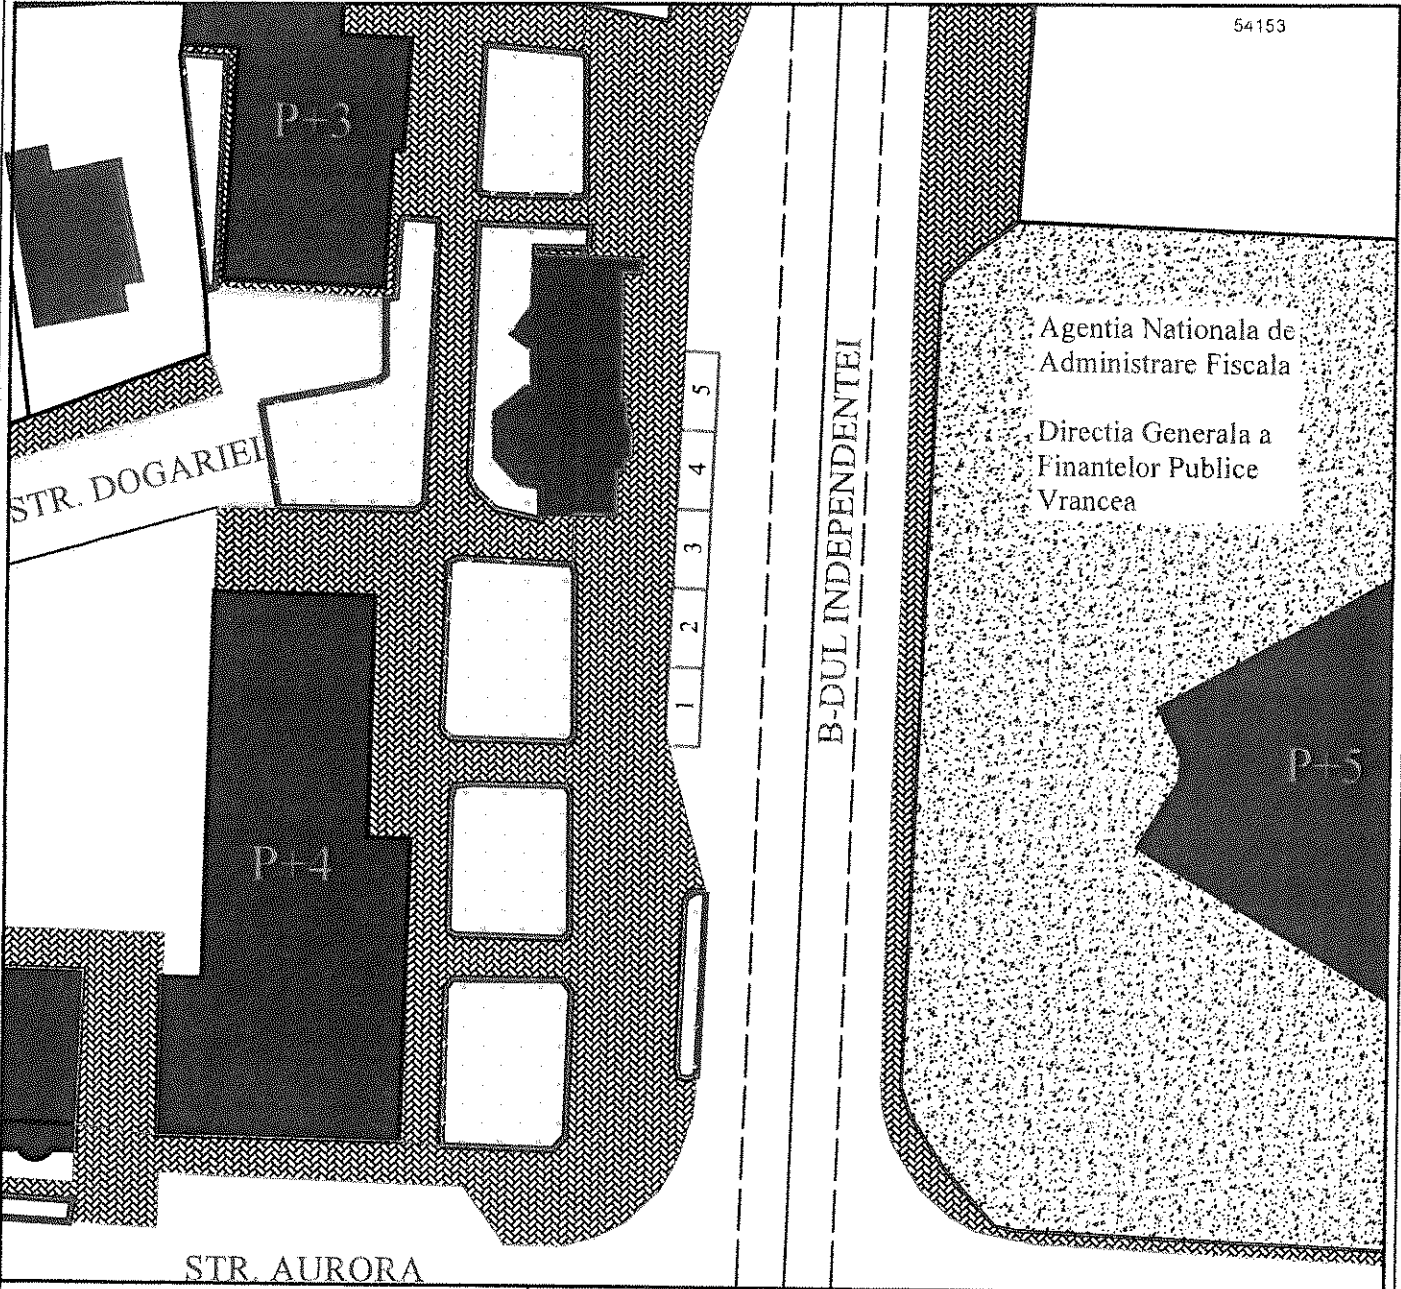 54153
P+3
Agentia Nationala de
Administrare Fiscala
Directia Generala a
Finantelor Publice
Vrancea
STR. DOGARIEI
5
4
3
2
1
B-DUL INDEPENDENTEI
P+5
P+4
STR. AURORA